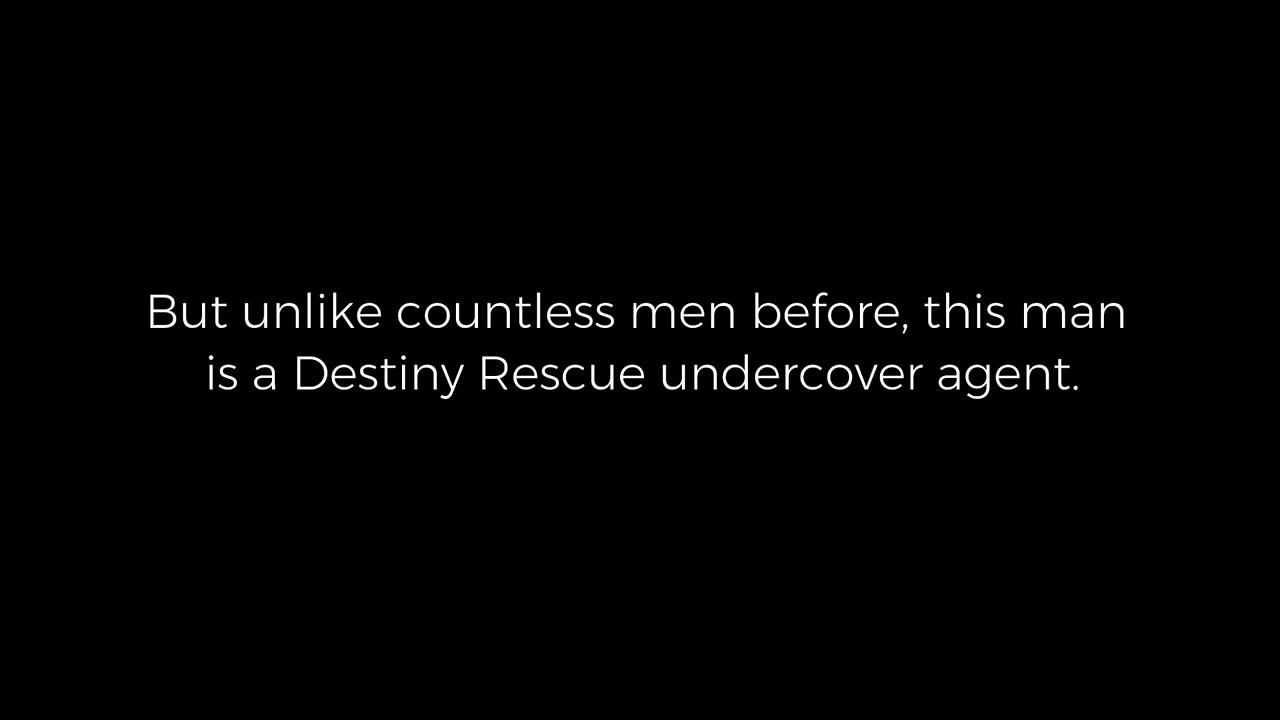 But unlike countless men before, this man
is a Destiny Rescue undercover agent.